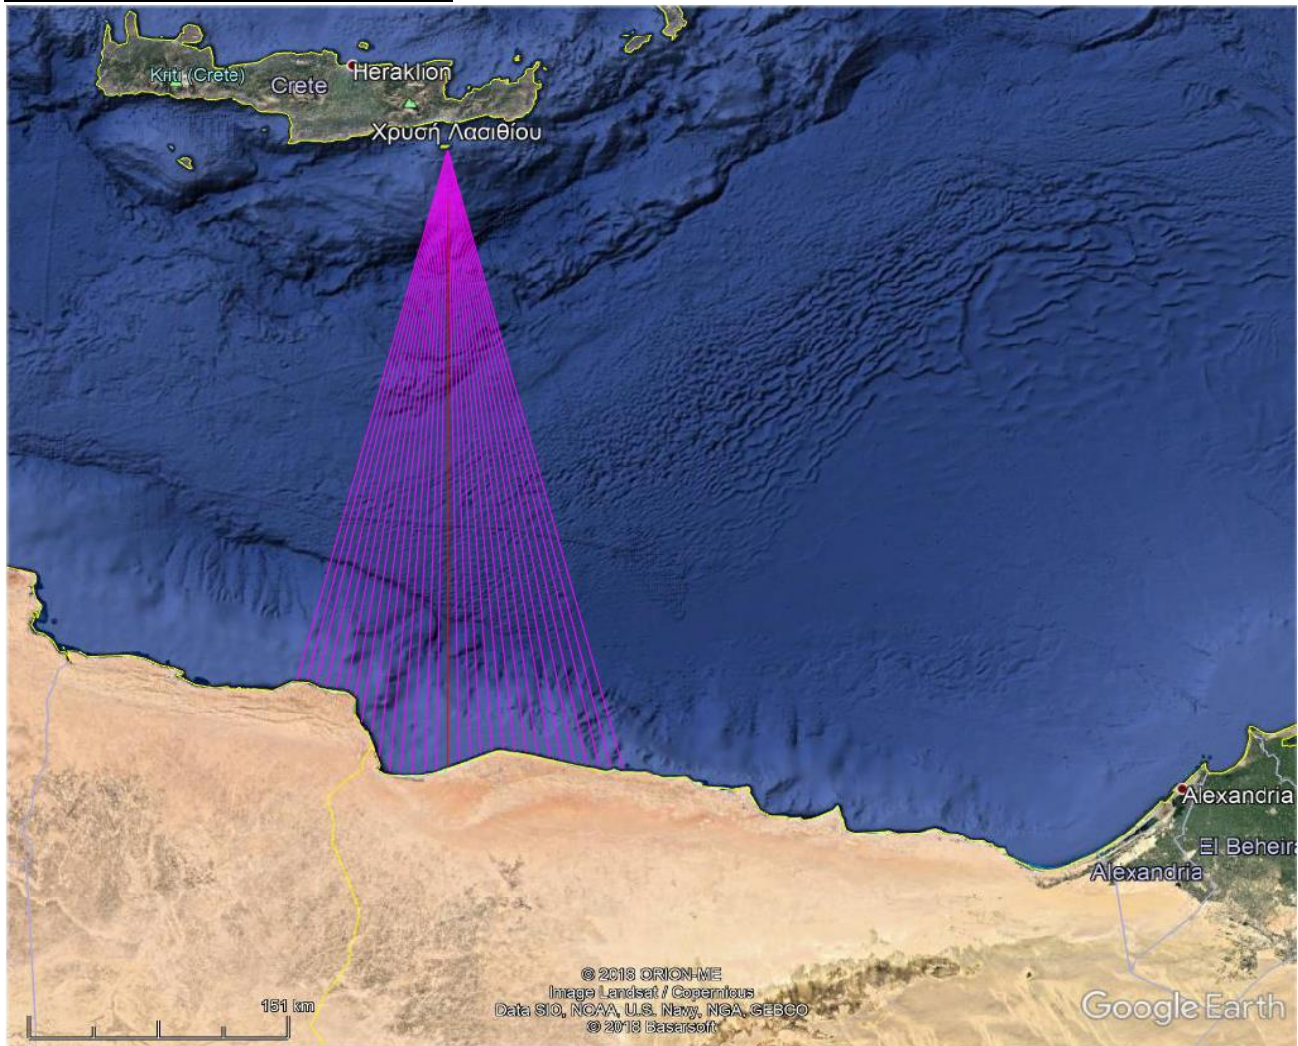 Kriti (Crete)
Crete
Heraklion
Χρυσή Λασιθίου
Alexandria
El Beheira
Alexandria
151 km
© 2018 ORION-ME
Image Landsat / Copernicus
Data SIO, NOAA, U.S. Navy, NGA, GEBCO
© 2018 Basarsoft
Google Earth